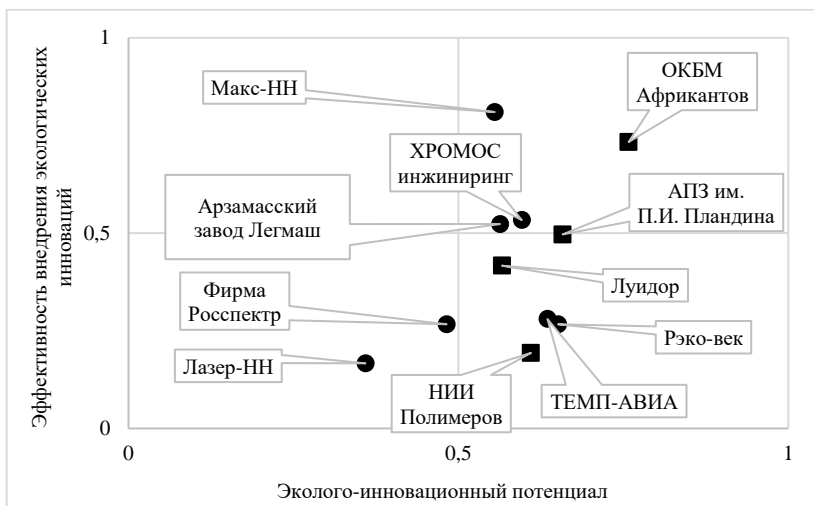 Эффективность внедрения экологических
инноваций
1
0,5
0
Макс-НН
ОКБМ
Африкантов
ХРОМОС
инжиниринг
АПЗ им.
П.И. Пландина
Арзамасский
завод Легмаш
Луидор
Фирма
Росспектр
Рэко-век
Лазер-НН
НИИ
Полимеров
ТЕМП-АВИА
0
0,5
1
Эколого-инновационный потенциал